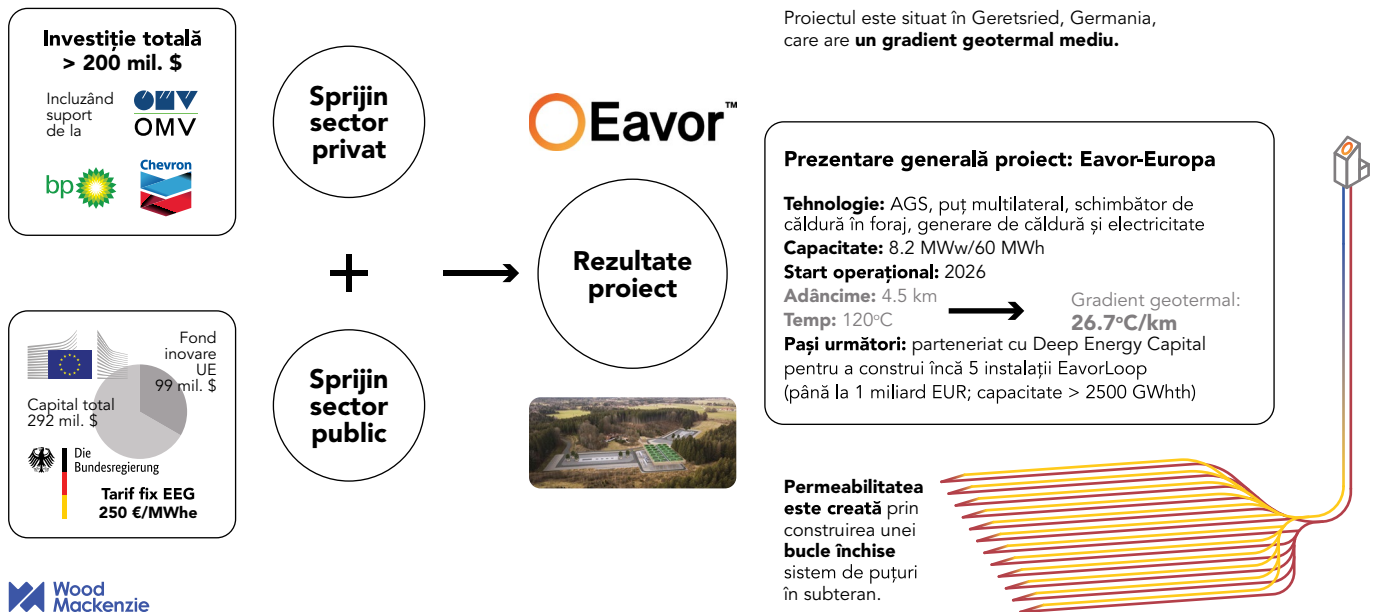 Investiție totală
> 200 mil. $
Incluzând
suport
de la
OMV
OMV
bp
Chevron
Sprijin
sector
privat
+
Fond
inovare
UE
99 mil. $
Capital total
292 mil. $
Die
Bundesregierung
Tarif fix EEG
250 €/MWhe
Sprijin
sector
public
Eavor™
Rezultate
proiect
Proiectul este situat în Geretsried, Germania,
care are un gradient geotermal mediu.
Prezentare generală proiect: Eavor-Europa
Tehnologie: AGS, puț multilateral, schimbător de
căldură în foraj, generare de căldură și electricitate
Capacitate: 8.2 MWw/60 MWh
Start operațional: 2026
Adâncime: 4.5 km
Temp: 120°C
Gradient geotermal:
26.7°C/km
Pași următori: parteneriat cu Deep Energy Capital
pentru a construi încă 5 instalații EavorLoop
(până la 1 miliard EUR; capacitate > 2500 GWhth)
Permeabilitatea
este creată prin
construirea unei
bucle închise
sistem de puțuri
în subteran.
Wood
Mackenzie